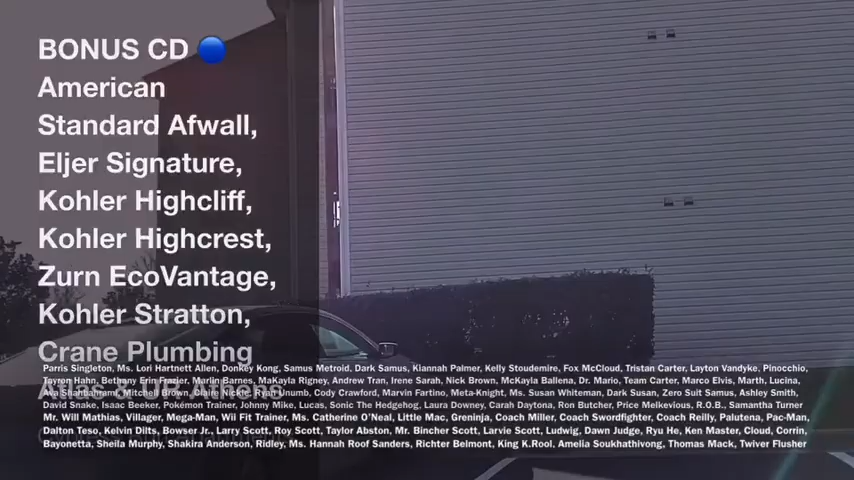 BONUS CD 🔵
American
Standard Afwall,
Eljer Signature,
Kohler Highcliff,
Kohler Highcrest,
Zurn EcoVantage,
Kohler Stratton,
Crane Plumbing
Atlas & UR Athens
Parris Singleton, Ms. Lori Hartnett Allen, Donkey Kong, Samus Metroid, Dark Samus, Kiannah Palmer, Kelly Stoudemire, Fox McCloud, Tristan Carter, Layton Vandyke, Pinocchio,
Tayron Hahn, Bethany Erin Frazier, Marlin Barnes, MaKayla Rigney, Andrew Tran, Irene Sarah, Nick Brown, McKayla Ballena, Dr. Mario, Team Carter, Marco Elvis, Marth, Lucina,
Mitchell Brown, Cody Crawford, Marvin Fartino, Meta-Knight, Ms. Susan Whiteman, Dark Susan, Zero Suit Samus, Ashley Smith,
David Snake, Isaac Beeker, Pokémon Trainer, Johnny Mike, Lucas, Sonic The Hedgehog, Laura Downey, Carah Daytona, Ron Butcher, Price Melkevious, R.O.B., Samantha Turner
Mr. Will Mathias, Villager, Mega-Man, Wii Fit Trainer, Ms. Catherine O'Neal, Little Mac, Greninja, Coach Miller, Coach Swordfighter, Coach Reilly, Palutena, Pac-Man,
Dalton Teso, Kelvin Dilts, Bowser Jr., Larry Scott, Roy Scott, Taylor Abston, Mr. Bincher Scott, Larvie Scott, Ludwig, Dawn Judge, Ryu He, Ken Master, Cloud, Corrin,
Bayonetta, Sheila Murphy, Shakira Anderson, Ridley, Ms. Hannah Roof Sanders, Richter Belmont, King K.Rool, Amelia Soukhathivong, Thomas Mack, Twiver Flusher